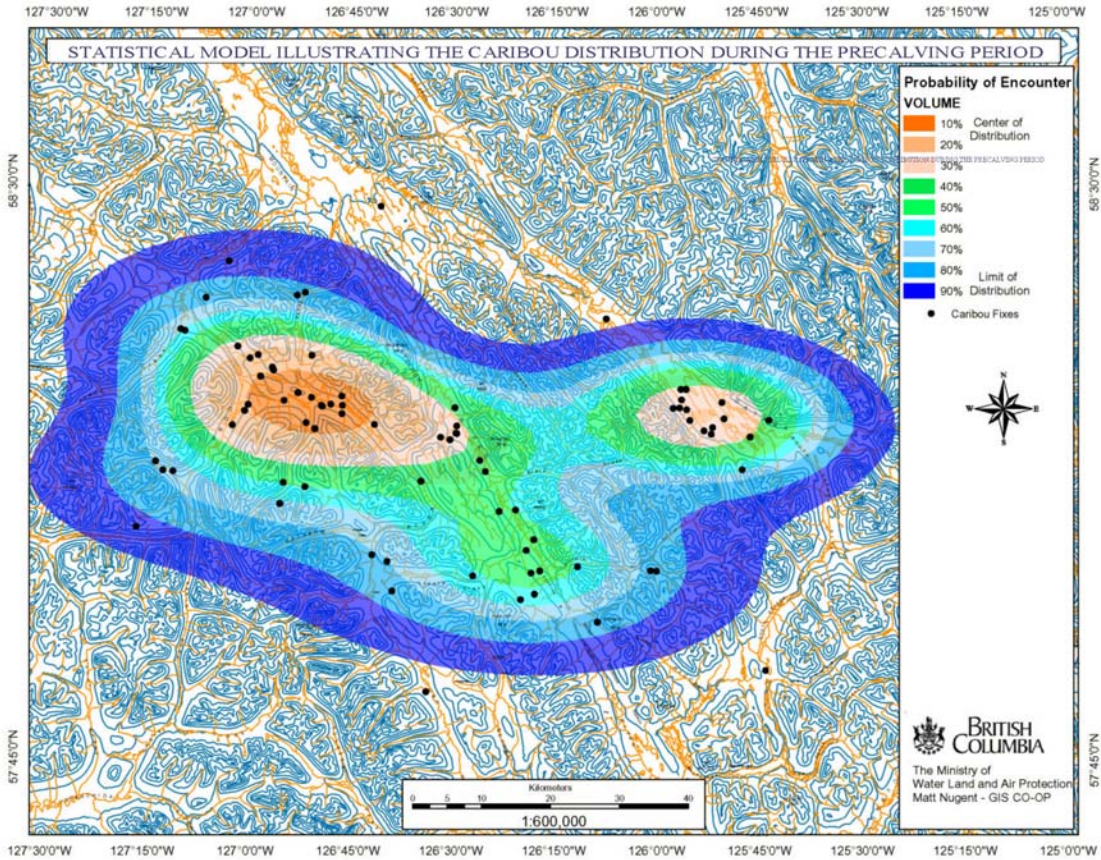 127°30'0"W 127°15'0"W 127°0'0"W 126°45'0"W 126°30'0"W 126°15'0"W 126°0'0"W 125°45'0"W 125°30'0"W 125°15'0"W 125°0'0"W
STATISTICAL MODEL ILLUSTRATING THE CARIBOU DISTRIBUTION DURING THE PRECALVING PERIOD
Probability of Encounter
VOLUME
10% Center of
Distribution
20%
30%
40%
50%
60%
70%
80% Limit of
Distribution
90%
Caribou Fixes
58°30'0"N
58°30'0"N
N
W E
S
57°45'0"N
57°45'0"N
BRITISH
COLUMBIA
The Ministry of
Water Land and Air Protection
Matt Nugent - GIS CO-OP
Kilometers
0 5 10 20 30 40
1:600,000
127°30'0"W 127°15'0"W 127°0'0"W 126°45'0"W 126°30'0"W 126°15'0"W 126°0'0"W 125°45'0"W 125°30'0"W 125°15'0"W 125°0'0"W